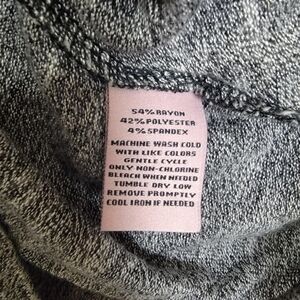 54% RAYON
42% POLYESTER
4% SPANDEX
MACHINE WASH COLD
WITH LIKE COLORS
GENTLE CYCLE
ONLY NON-CHLORINE
BLEACH WHEN NEEDED
TUMBLE DRY LOW
REMOVE PROMPTLY
COOL IRON IF NEEDED